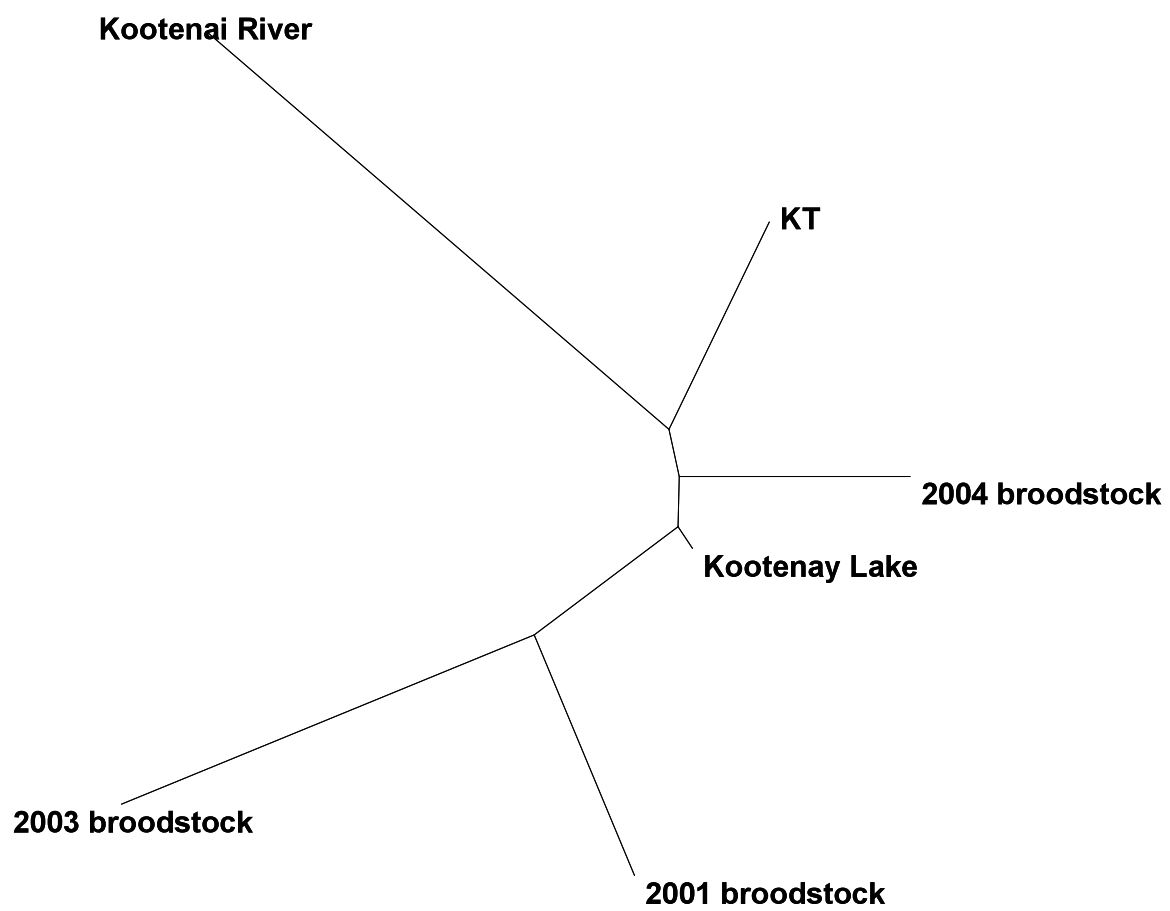 Kootenai River
KT
2004 broodstock
Kootenay Lake
2003 broodstock
2001 broodstock